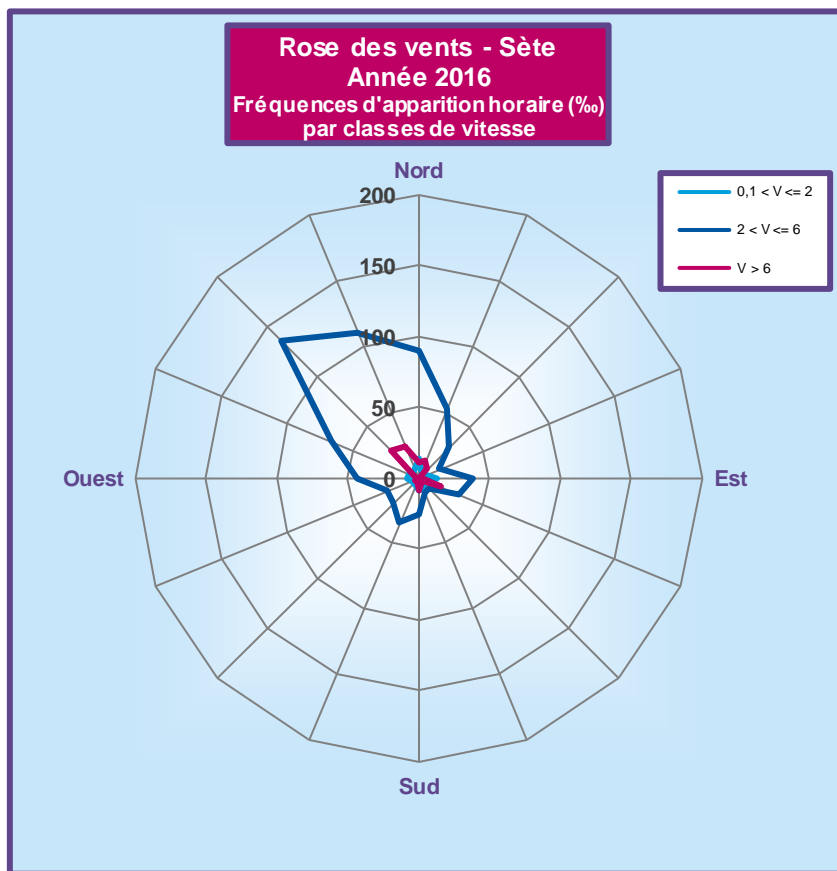 Rose des vents - Sète
Année 2016
Fréquences d'apparition horaire (‰)
par classes de vitesse
Nord
0,1 < V <= 2
2 < V <= 6
V > 6
200
150
100
50
0
Ouest
Est
Sud